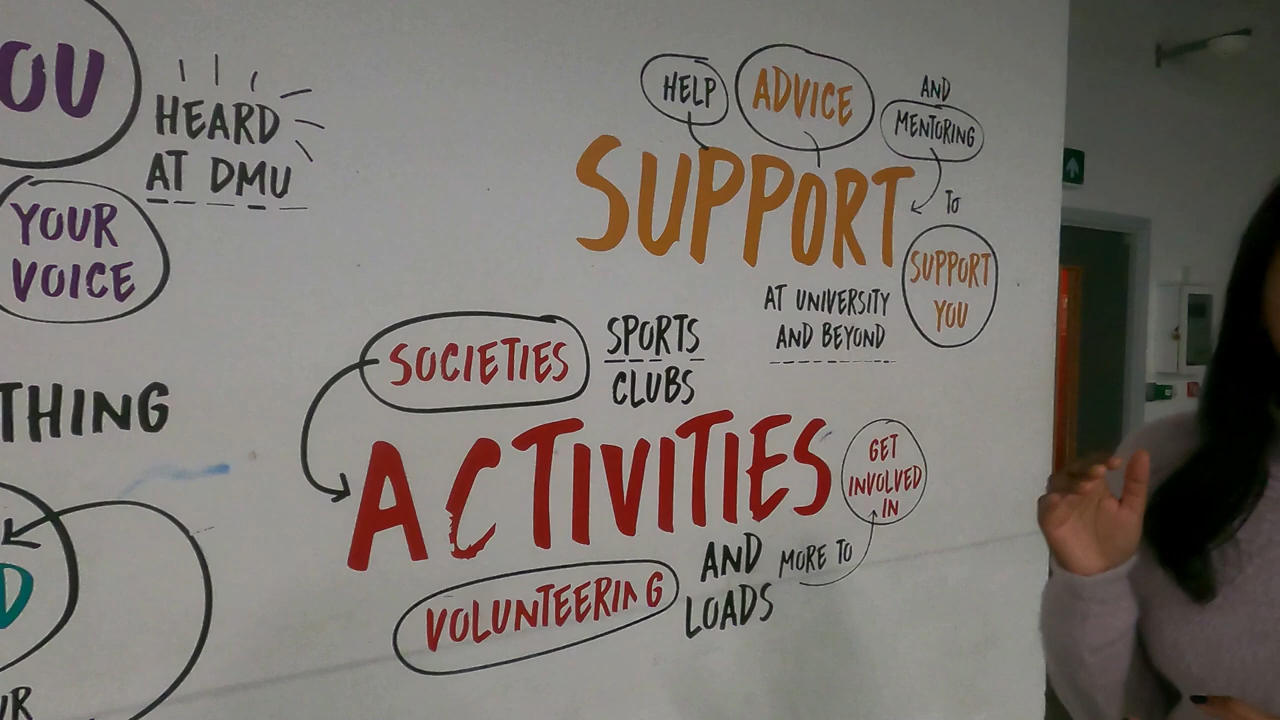 OU
HEARD
AT DMU
YOUR
VOICE
THING
D
UR
HELP
ADVICE
AND
MENTORING
SUPPORT
TO
SUPPORT
YOU
AT UNIVERSITY
AND BEYOND
SOCIETIES
SPORTS
CLUBS
ACTIVITIES
GET
INVOLVED
IN
VOLUNTEERING
AND
LOADS
MORE TO